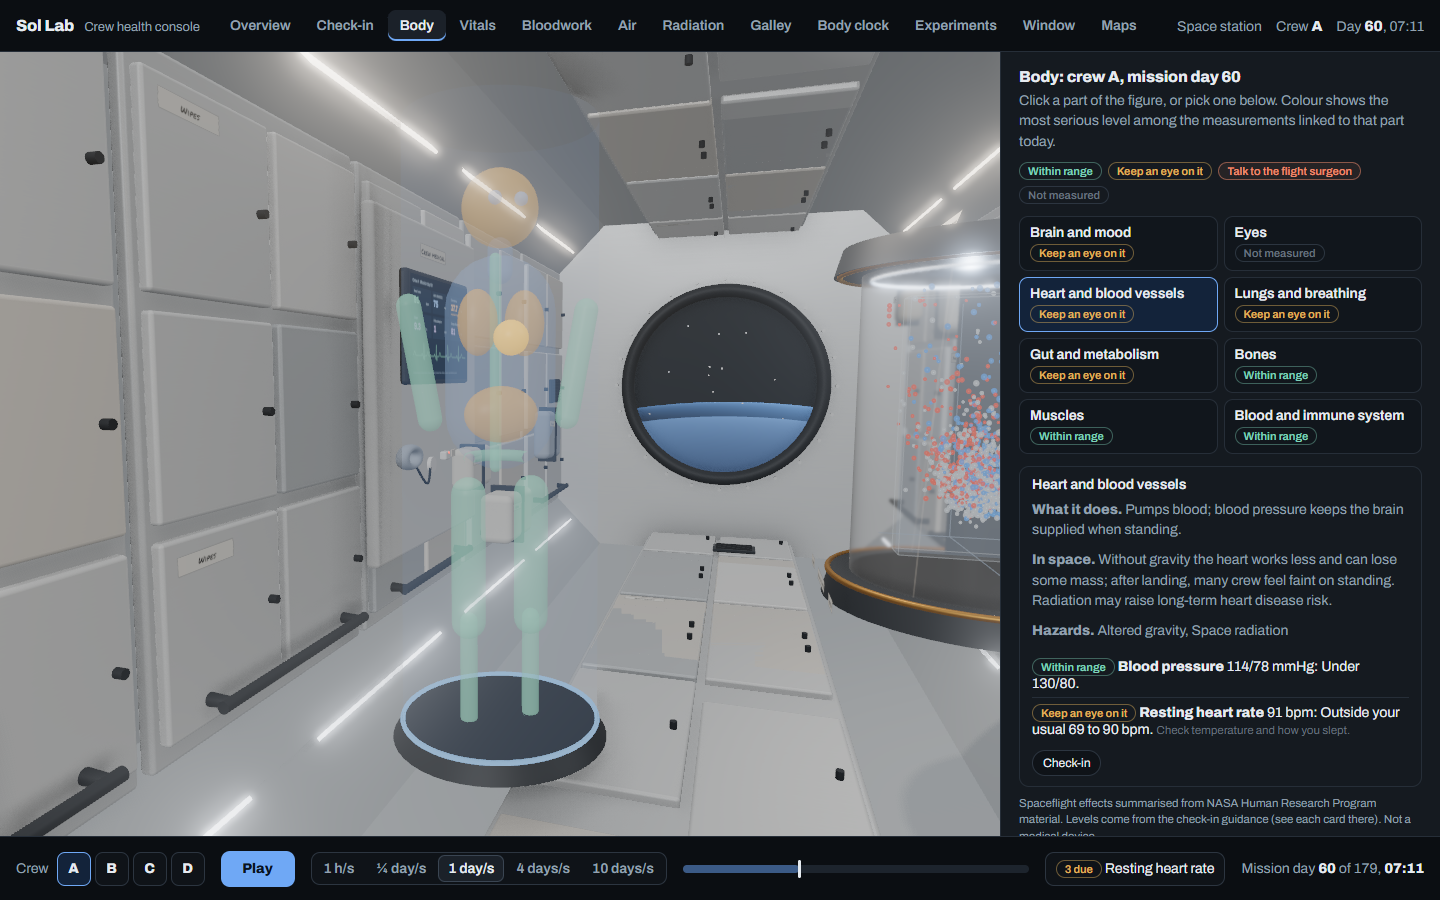 Sol Lab Crew health console Overview Check-in Body Vitals Bloodwork Air Radiation Galley Body clock Experiments Window Maps Space station Crew A Day 60, 07:11
WIPES
WIPES
Body: crew A, mission day 60
Click a part of the figure, or pick one below. Colour shows the
most serious level among the measurements linked to that part
today.
Within range Keep an eye on it Talk to the flight surgeon
Not measured
Brain and mood
Keep an eye on it
Eyes
Not measured
Heart and blood vessels
Keep an eye on it
Lungs and breathing
Keep an eye on it
Gut and metabolism
Keep an eye on it
Bones
Within range
Muscles
Within range
Blood and immune system
Within range
Heart and blood vessels
What it does. Pumps blood; blood pressure keeps the brain
supplied when standing.
In space. Without gravity the heart works less and can lose
some mass; after landing, many crew feel faint on standing.
Radiation may raise long-term heart disease risk.
Hazards. Altered gravity, Space radiation
Within range Blood pressure 114/78 mmHg: Under
130/80.
Keep an eye on it Resting heart rate 91 bpm: Outside your
usual 69 to 90 bpm. Check temperature and how you slept.
Check-in
Spaceflight effects summarised from NASA Human Research Program
material. Levels come from the check-in guidance (see each card there). Not a
medical device.
Crew A B C D Play 1 h/s ¼ day/s 1 day/s 4 days/s 10 days/s 3 due Resting heart rate Mission day 60 of 179, 07:11